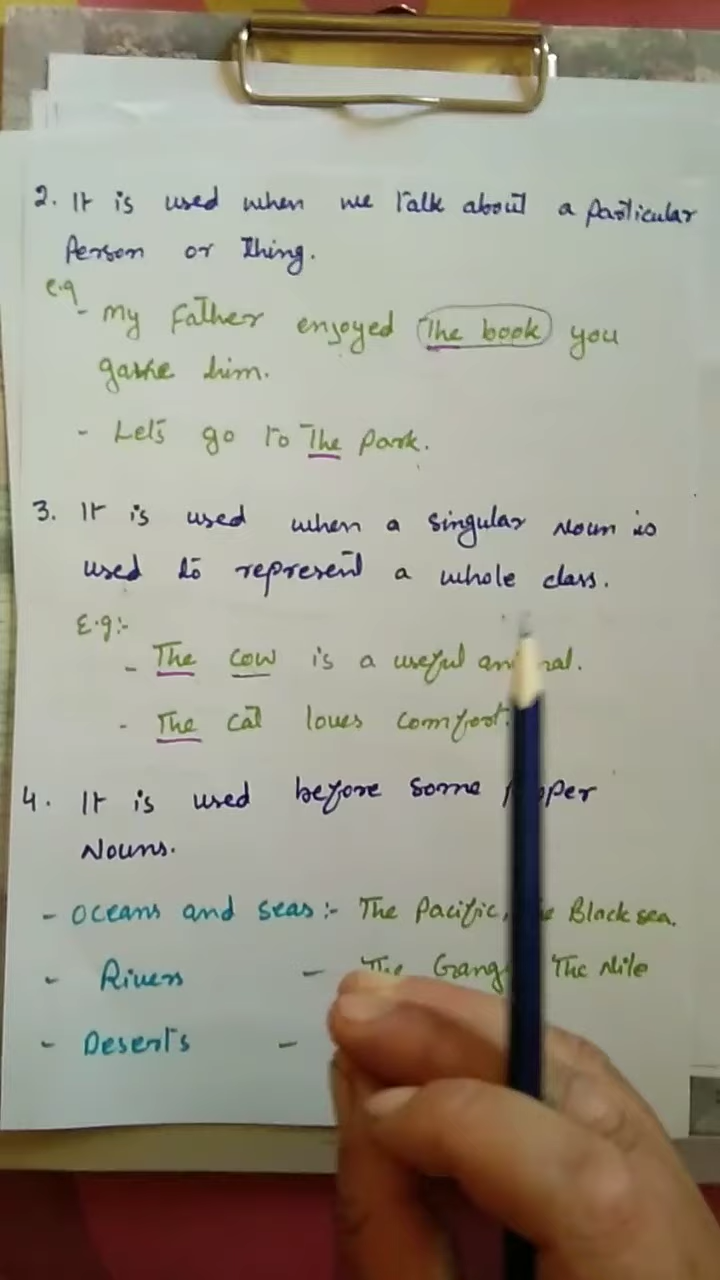 2. It is used when we talk about a particular
person or thing.
e.g
- My father enjoyed the book you
gave him.
- Let's go to the park.
3. It is used when a singular Noun is
used to represent a whole class.
E.g:-
- The cow is a useful
- The cat loves comfort.
4. It is used before some
Nouns.
- Oceans and seas:- The Pacific, Black sea.
- Rivers - The The Nile
- Deserts -